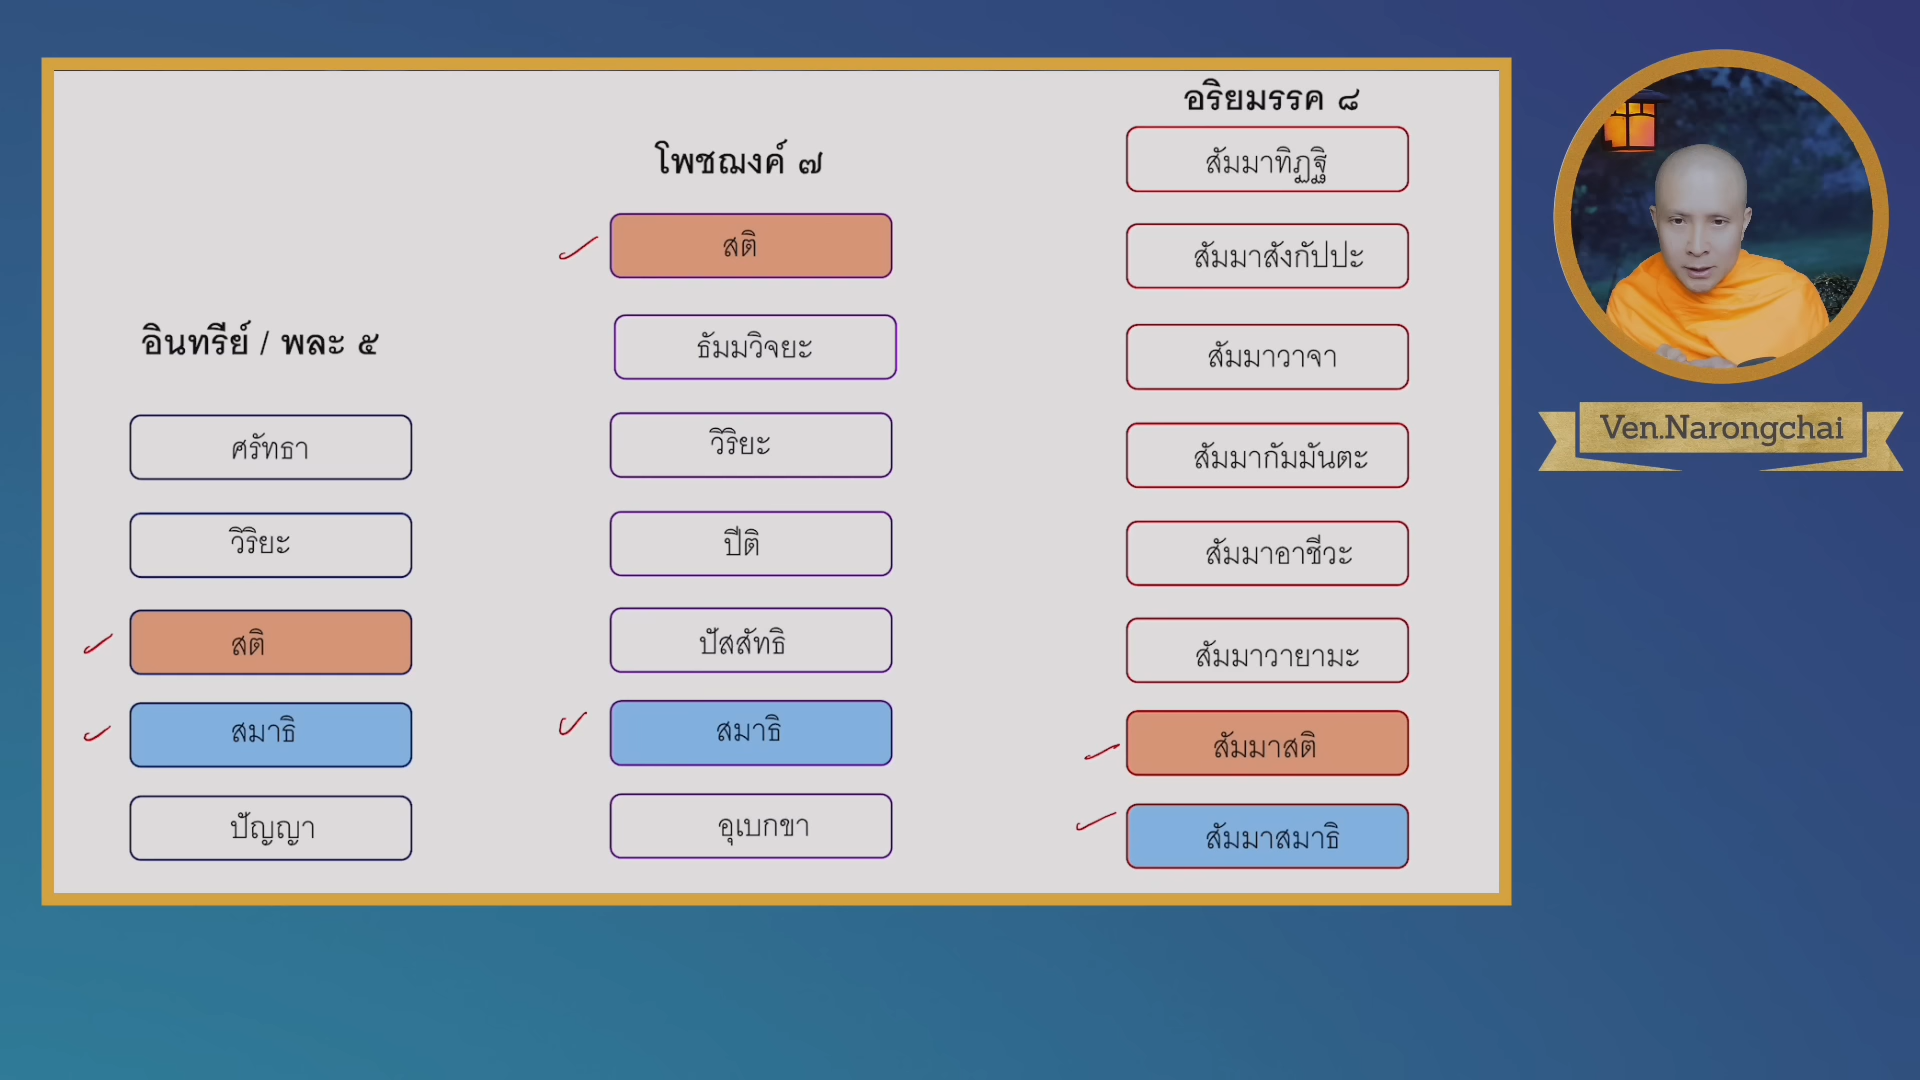 อินทรีย์ / พละ ๕
ศรัทธา
วิริยะ
สติ
สมาธิ
ปัญญา
โพชฌงค์ ๗
สติ
ธัมมวิจยะ
วิริยะ
ปีติ
ปัสสัทธิ
สมาธิ
อุเบกขา
อริยมรรค ๘
สัมมาทิฏฐิ
สัมมาสังกัปปะ
สัมมาวาจา
สัมมากัมมันตะ
สัมมาอาชีวะ
สัมมาวายามะ
สัมมาสติ
สัมมาสมาธิ
Ven.Narongchai